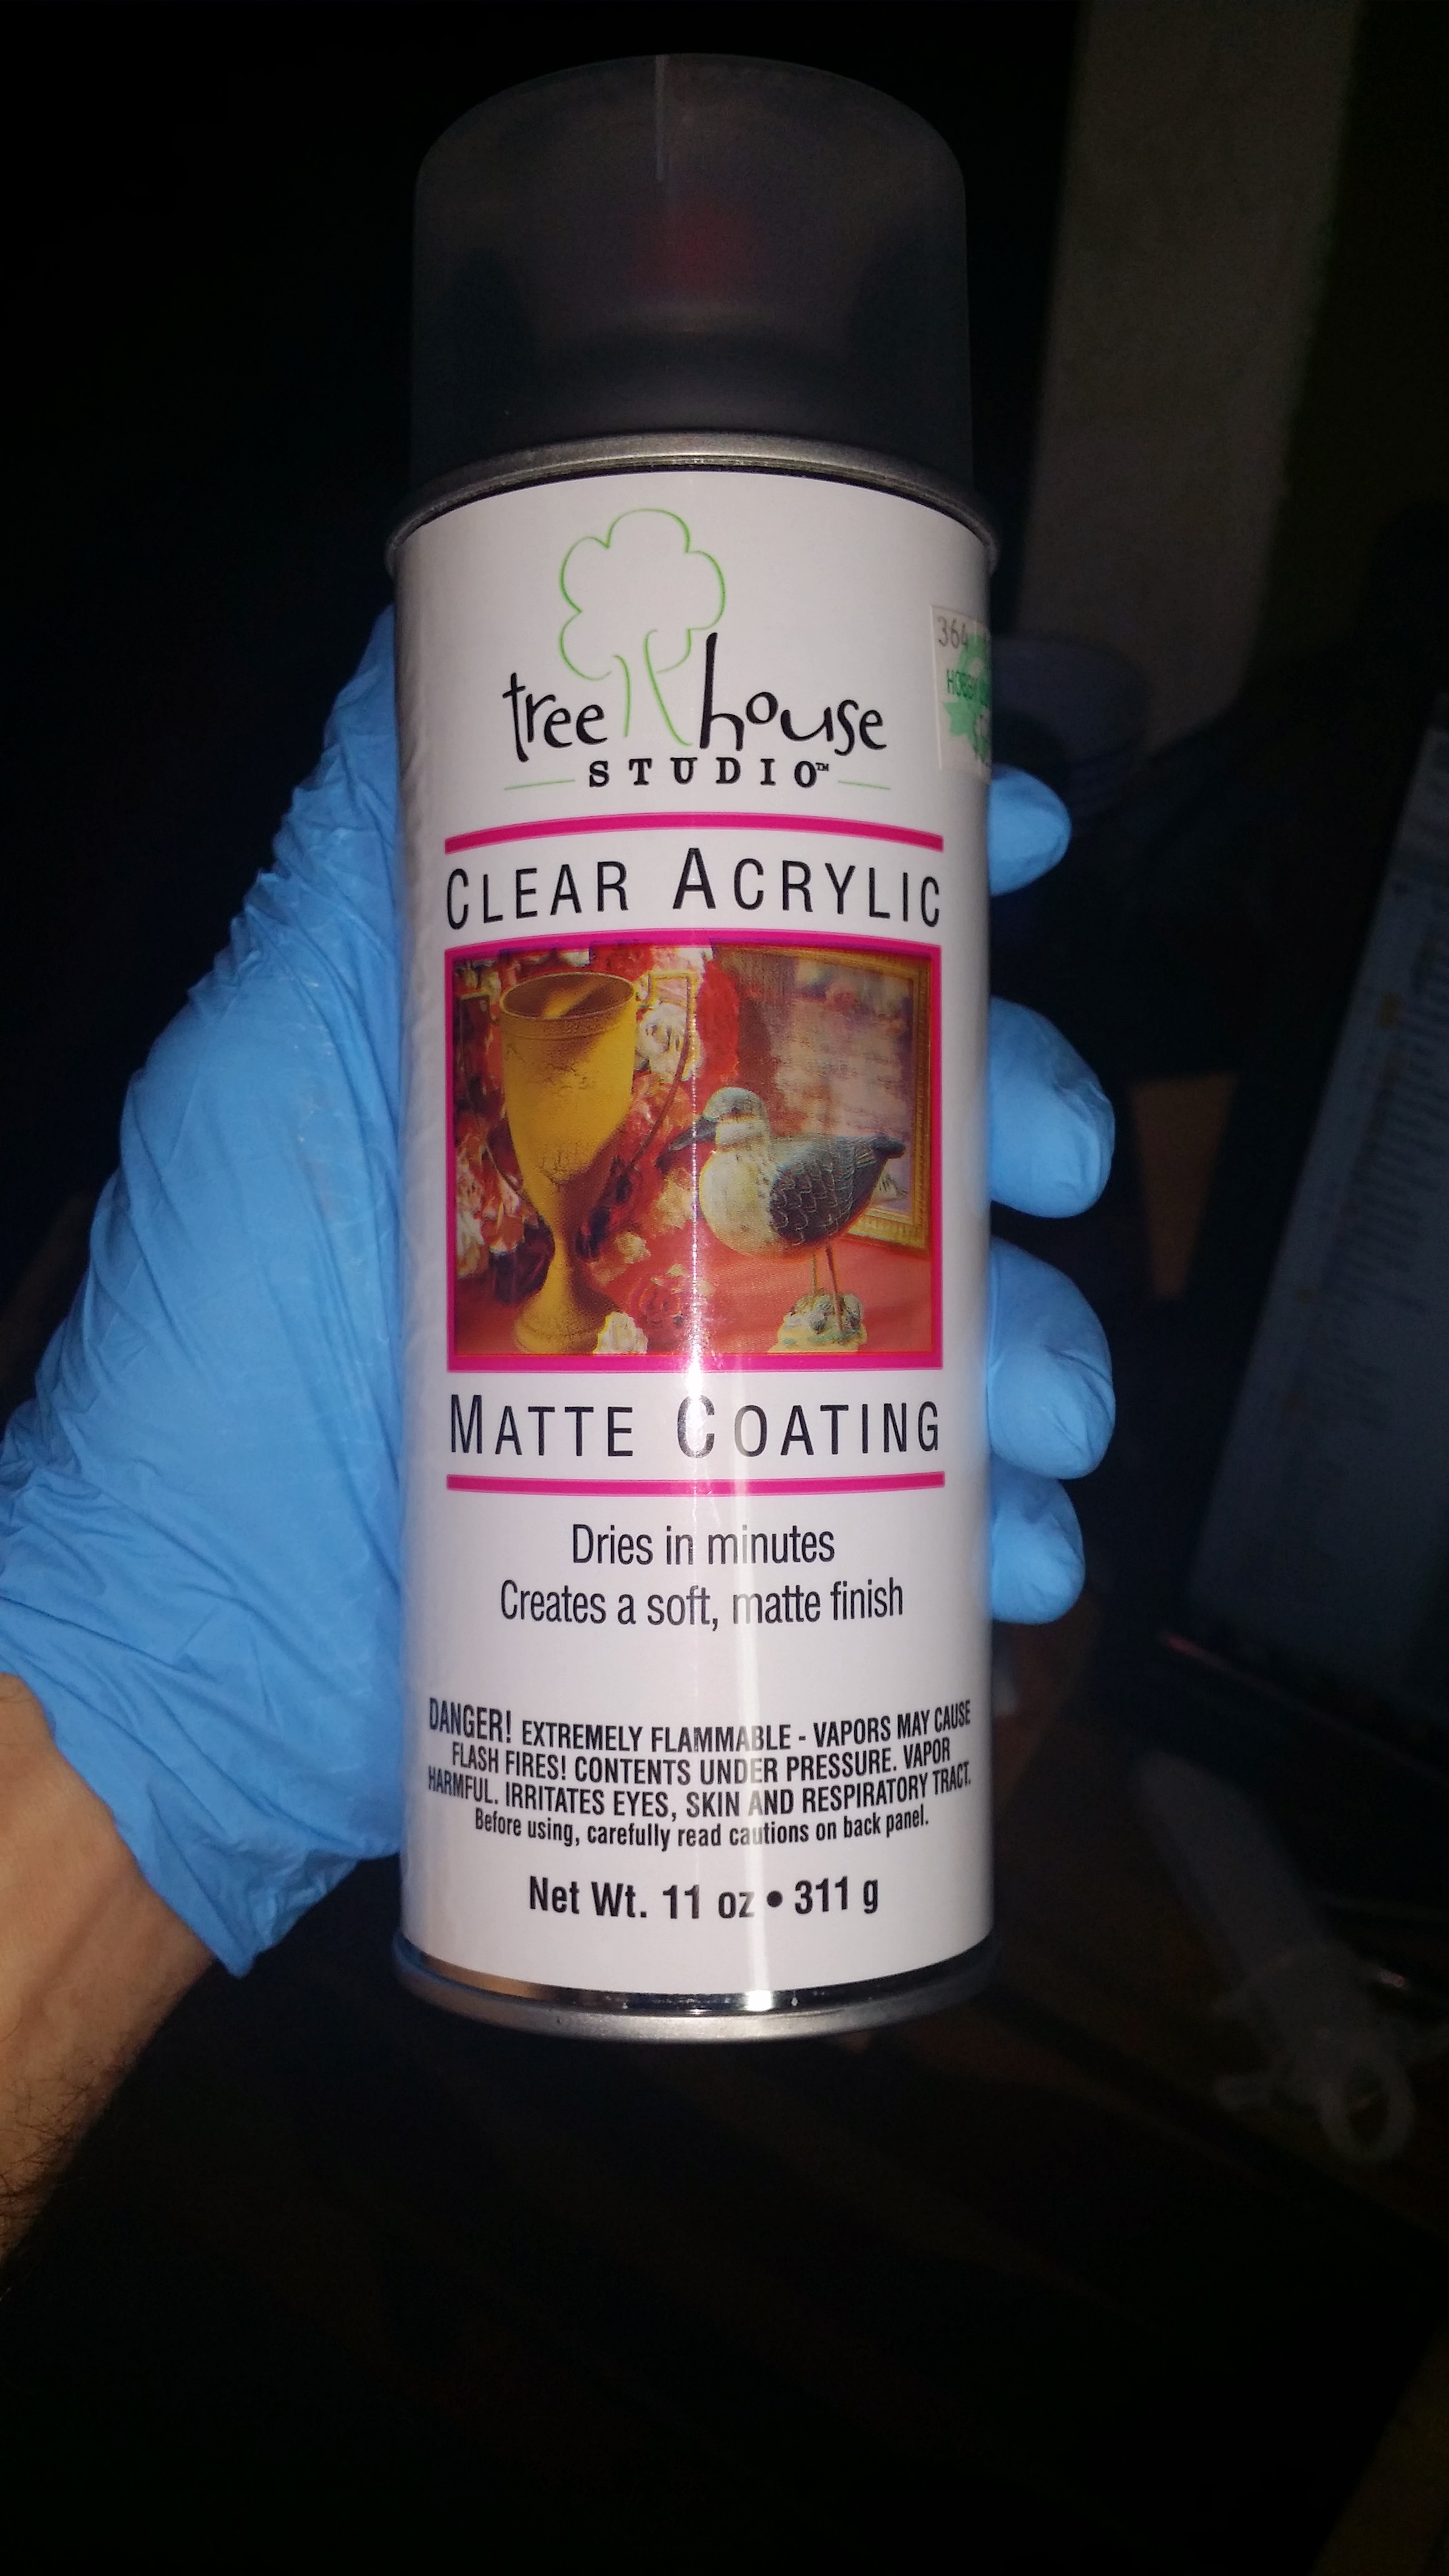 tree house
STUDIO™
364
HOBBY
CLEAR ACRYLIC
MATTE COATING
Dries in minutes
Creates a soft, matte finish
DANGER! EXTREMELY FLAMMABLE - VAPORS MAY CAUSE
FLASH FIRES! CONTENTS UNDER PRESSURE. VAPOR
HARMFUL. IRRITATES EYES, SKIN AND RESPIRATORY TRACT.
Before using, carefully read cautions on back panel.
Net Wt. 11 oz • 311 g